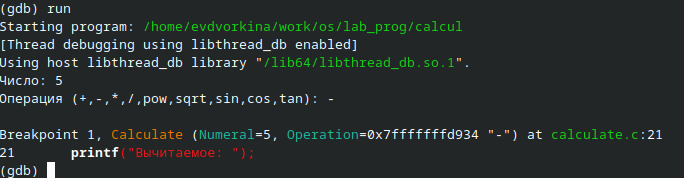 (gdb) run
Starting program: /home/evdvorkina/work/os/lab_prog/calcul
[Thread debugging using libthread_db enabled]
Using host libthread_db library "/lib64/libthread_db.so.1".
Число: 5
Операция (+,-,*,/,pow,sqrt,sin,cos,tan): -
Breakpoint 1, Calculate (Numeral=5, Operation=0x7fffffffd934 "-") at calculate.c:21
21 printf("Вычитаемое: ");
(gdb)